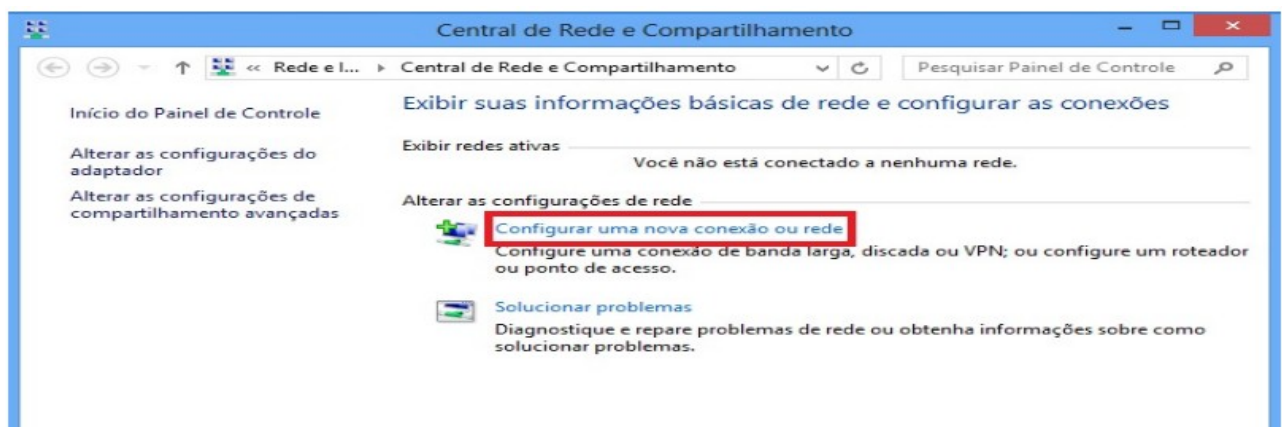 Central de Rede e Compartilhamento
« Rede e I... ▸ Central de Rede e Compartilhamento
Pesquisar Painel de Controle
Início do Painel de Controle
Alterar as configurações do
adaptador
Alterar as configurações de
compartilhamento avançadas
Exibir suas informações básicas de rede e configurar as conexões
Exibir redes ativas
Você não está conectado a nenhuma rede.
Alterar as configurações de rede
Configurar uma nova conexão ou rede
Configure uma conexão de banda larga, discada ou VPN; ou configure um roteador
ou ponto de acesso.
Solucionar problemas
Diagnostique e repare problemas de rede ou obtenha informações sobre como
solucionar problemas.